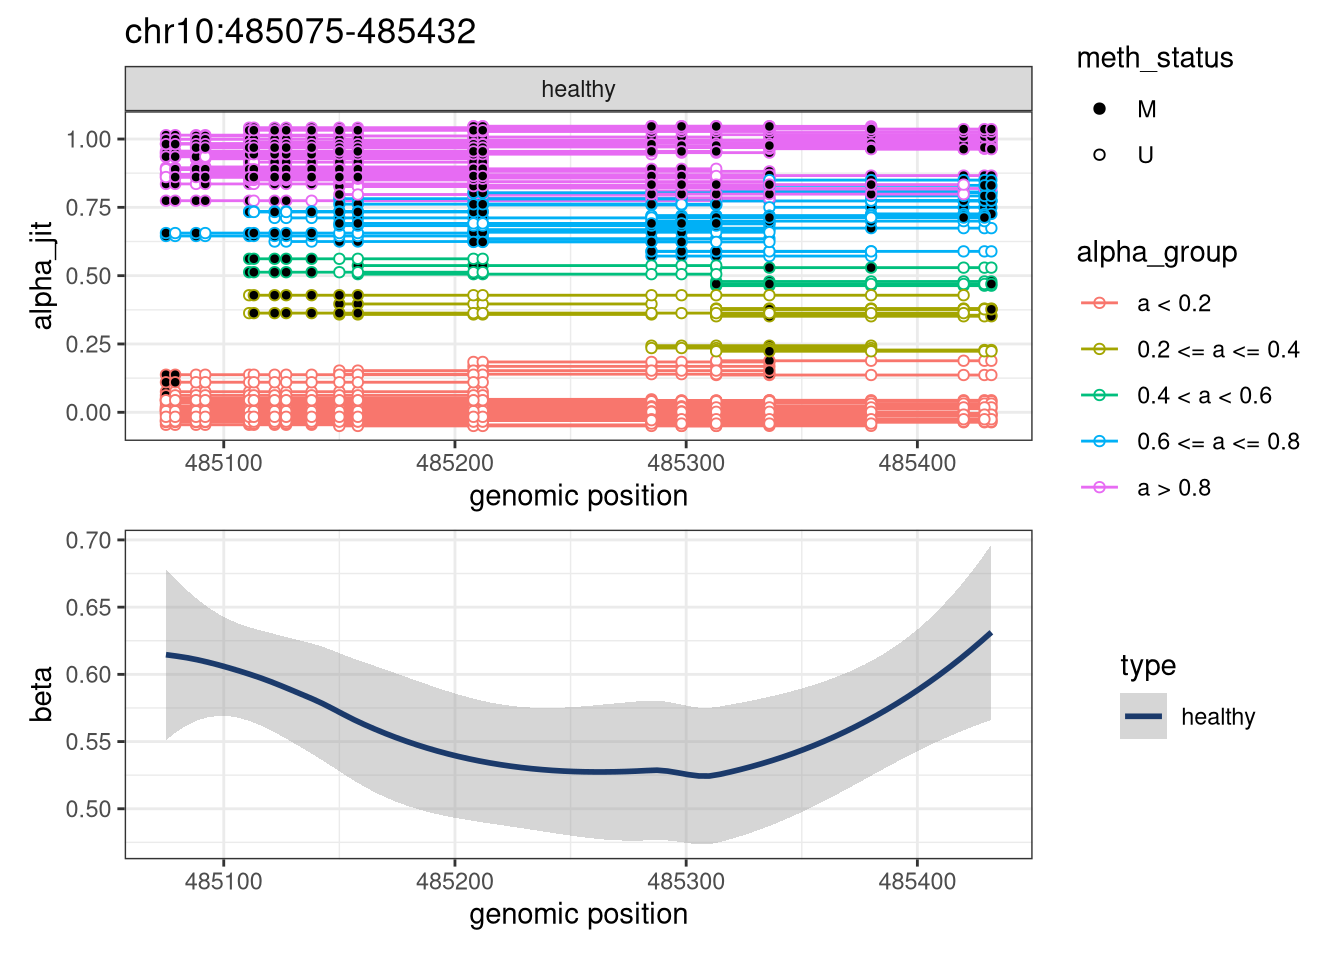 chr10:485075-485432
healthy
alpha_jit
1.00
0.75
0.50
0.25
0.00
485100 485200 485300 485400
genomic position
meth_status
M
U
alpha_group
a < 0.2
0.2 <= a <= 0.4
0.4 < a < 0.6
0.6 <= a <= 0.8
a > 0.8
beta
0.70
0.65
0.60
0.55
0.50
485100 485200 485300 485400
genomic position
type
healthy